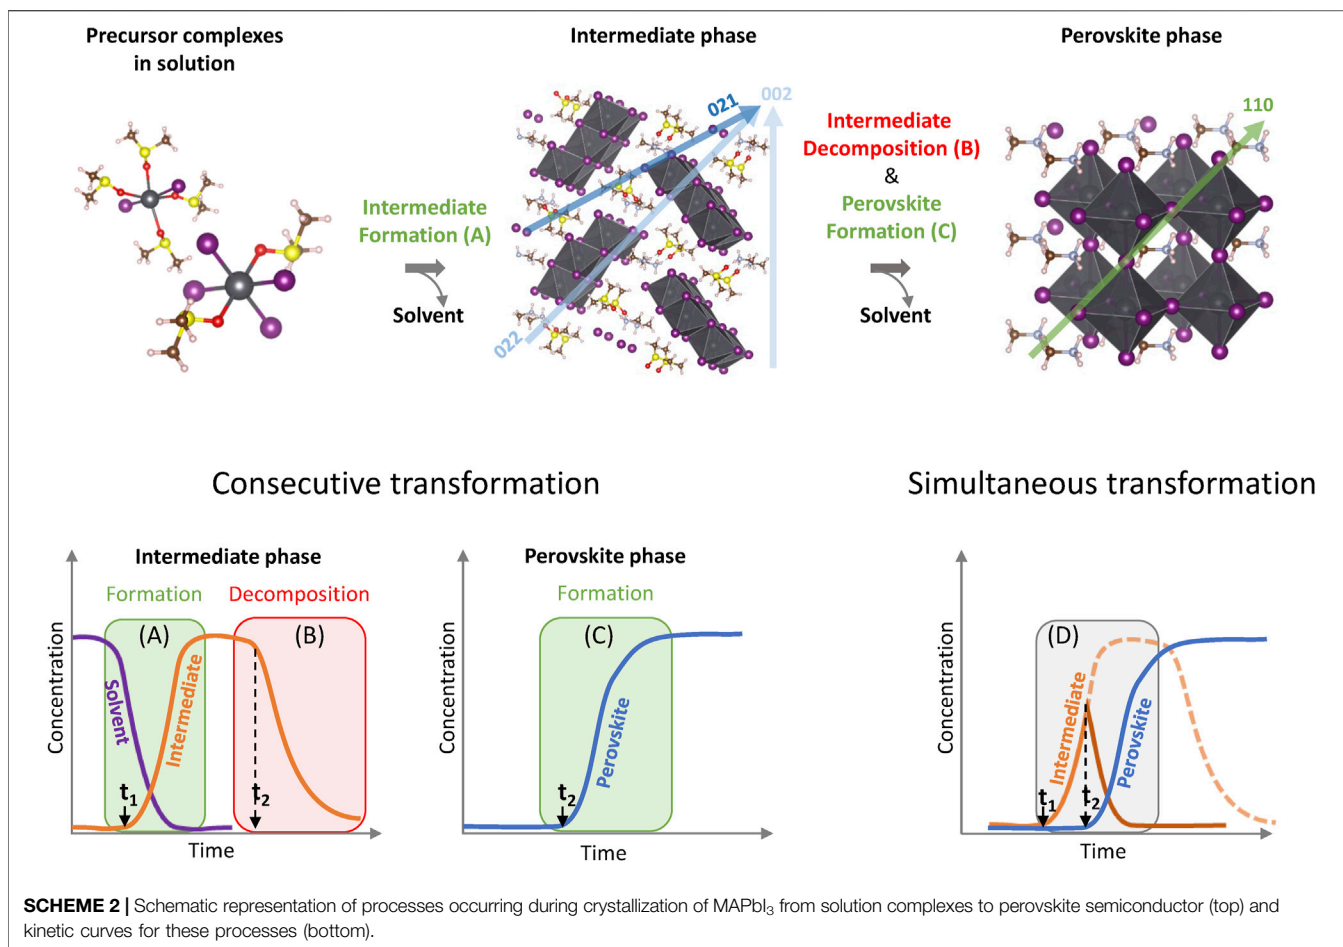 Precursor complexes
in solution
Intermediate phase
Perovskite phase
021
002
022
110
Intermediate
Formation (A)
Solvent
Intermediate
Decomposition (B)
&
Perovskite
Formation (C)
Solvent
Consecutive transformation
Simultaneous transformation
Intermediate phase
Formation
Decomposition
(A)
(B)
Concentration
Solvent
Intermediate
t1
t2
Time
Perovskite phase
Formation
(C)
Concentration
Perovskite
t2
Time
(D)
Concentration
Intermediate
Perovskite
t1
t2
Time
SCHEME 2 | Schematic representation of processes occurring during crystallization of MAPbI3 from solution complexes to perovskite semiconductor (top) and
kinetic curves for these processes (bottom).